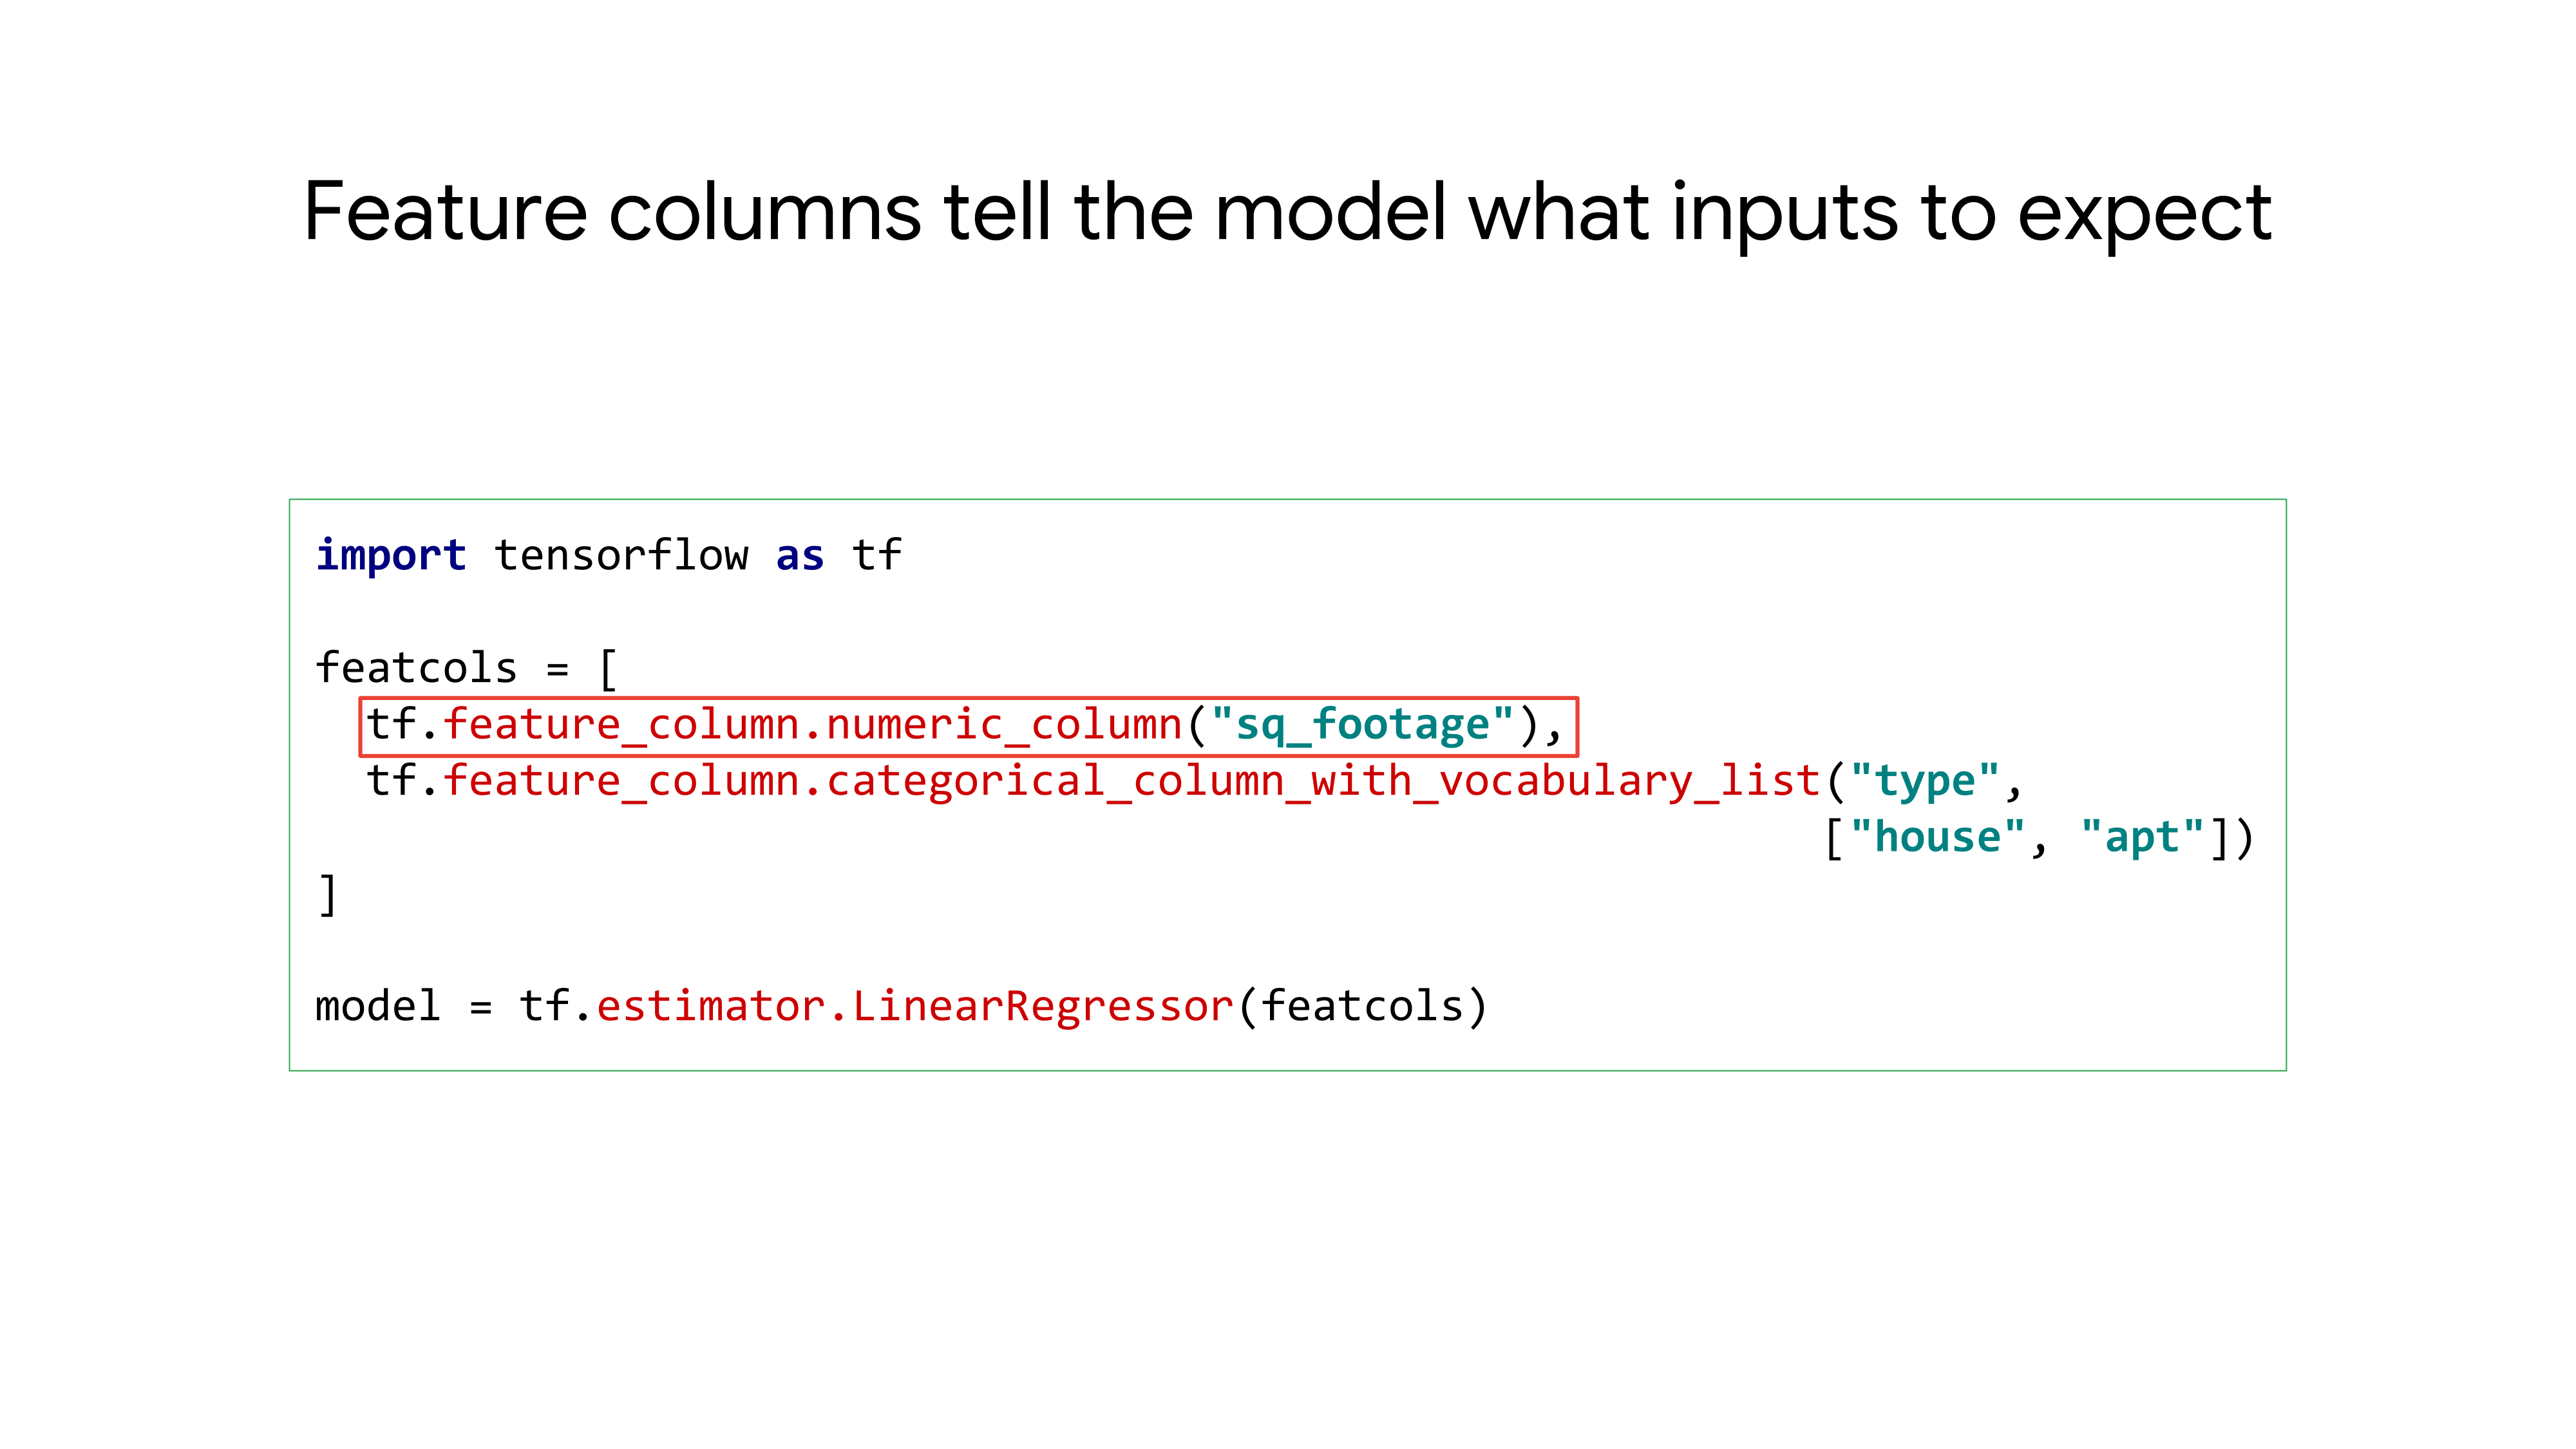 Feature columns tell the model what inputs to expect
import tensorflow as tf
featcols = [
tf.feature_column.numeric_column("sq_footage"),
tf.feature_column.categorical_column_with_vocabulary_list("type",
["house", "apt"])
]
model = tf.estimator.LinearRegressor(featcols)